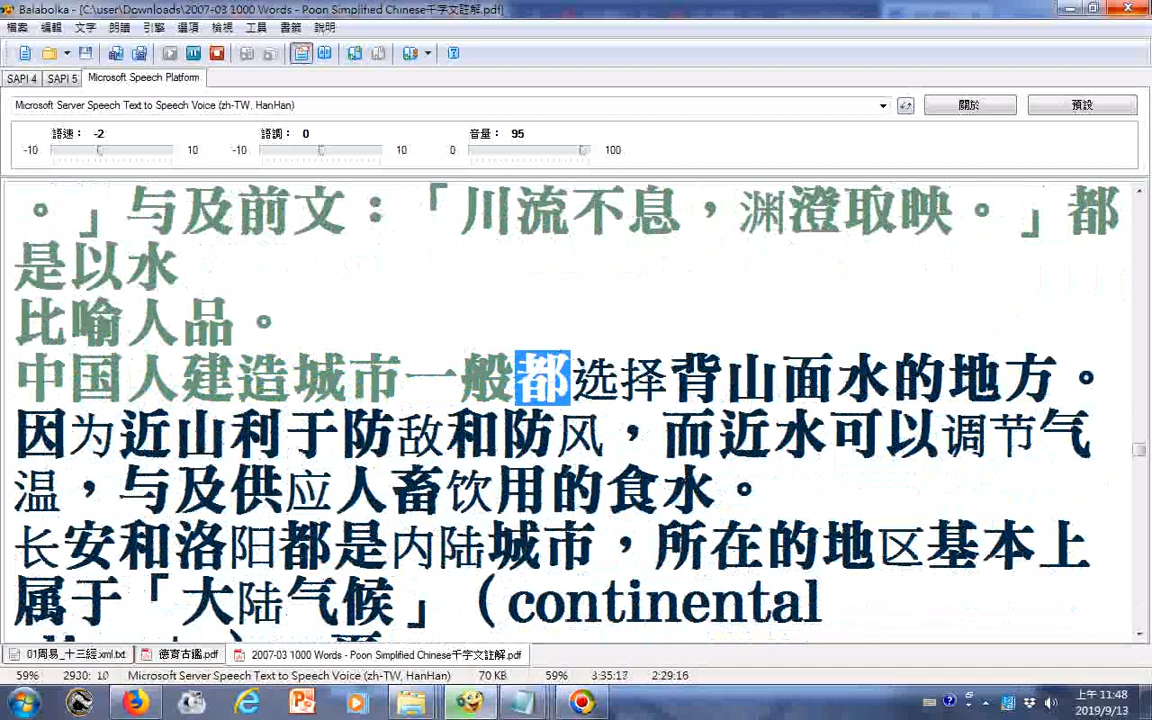 Balabolka - [C:\user\Downloads\2007-03 1000 Words - Poon Simplified Chinese千字文註解.pdf]
檔案 編輯 文字 朗讀 引擎 選項 檢視 工具 書籤 說明
SAPI 4 SAPI 5 Microsoft Speech Platform
Microsoft Server Speech Text to Speech Voice (zh-TW, HanHan) 關於 預設
語速: -2 語調: 0 音量: 95
-10 10 -10 10 0 100
。」与及前文：「川流不息，渊澄取映。」都
是以水
比喻人品。
中国人建造城市一般都选择背山面水的地方。
因为近山利于防敌和防风，而近水可以调节气
温，与及供应人畜饮用的食水。
长安和洛阳都是内陆城市，所在的地区基本上
属于「大陆气候」（continental
01周易_十三經.xml.txt 德育古鑑.pdf 2007-03 1000 Words - Poon Simplified Chinese千字文註解.pdf
59% 2930: 10 Microsoft Server Speech Text to Speech Voice (zh-TW, HanHan) 70 KB 59% 3:35:17 2:29:16
上午 11:48
2019/9/13